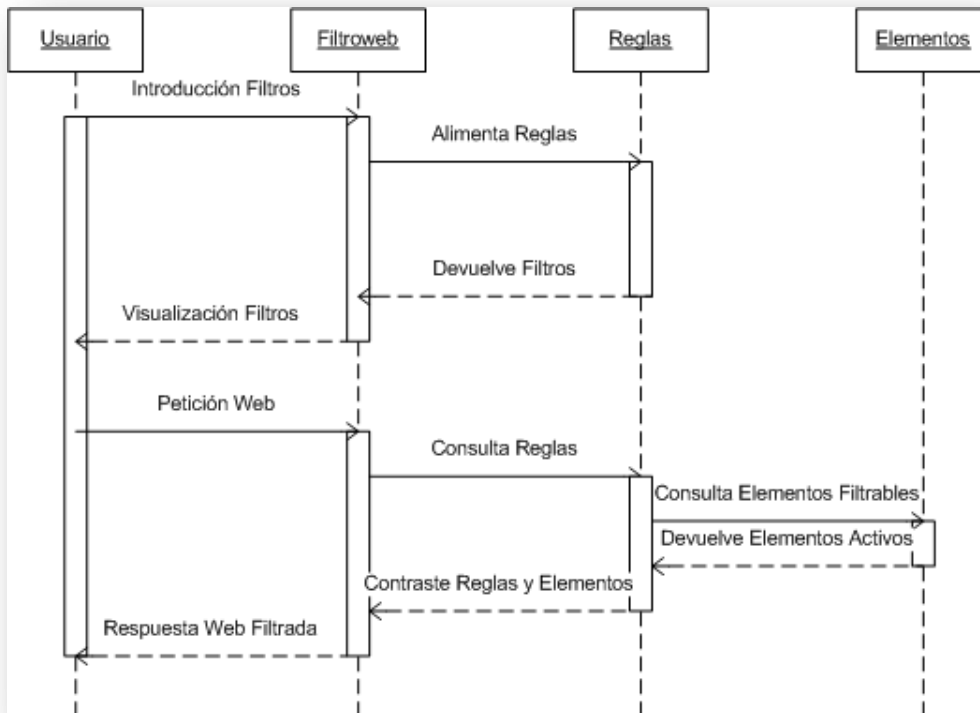 Usuario
Filtroweb
Reglas
Elementos
Introducción Filtros
Alimenta Reglas
Devuelve Filtros
Visualización Filtros
Petición Web
Consulta Reglas
Consulta Elementos Filtrables
Devuelve Elementos Activos
Contraste Reglas y Elementos
Respuesta Web Filtrada